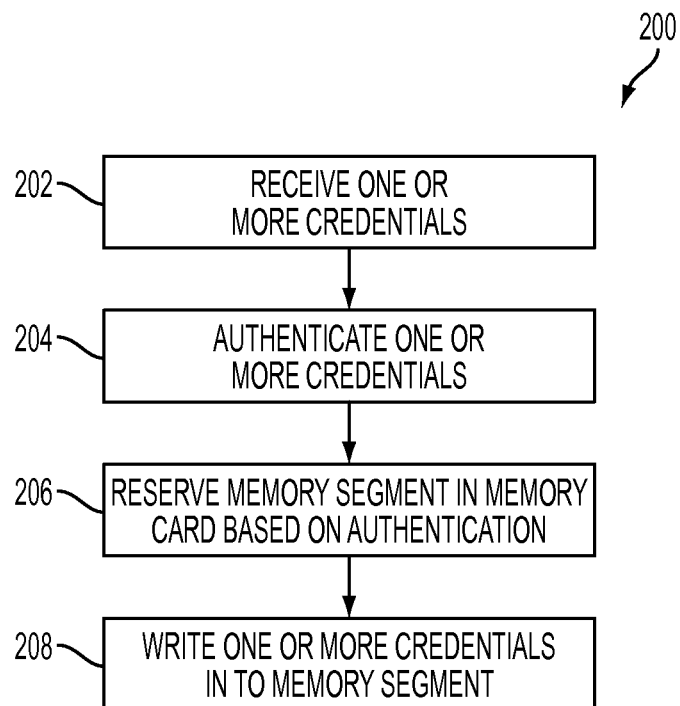 200
202
RECEIVE ONE OR
MORE CREDENTIALS
204
AUTHENTICATE ONE OR
MORE CREDENTIALS
206
RESERVE MEMORY SEGMENT IN MEMORY
CARD BASED ON AUTHENTICATION
208
WRITE ONE OR MORE CREDENTIALS
IN TO MEMORY SEGMENT